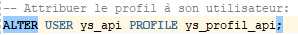 -- Attribuer le profil à son utilisateur:
ALTER USER ys_api PROFILE ys_profil_api;